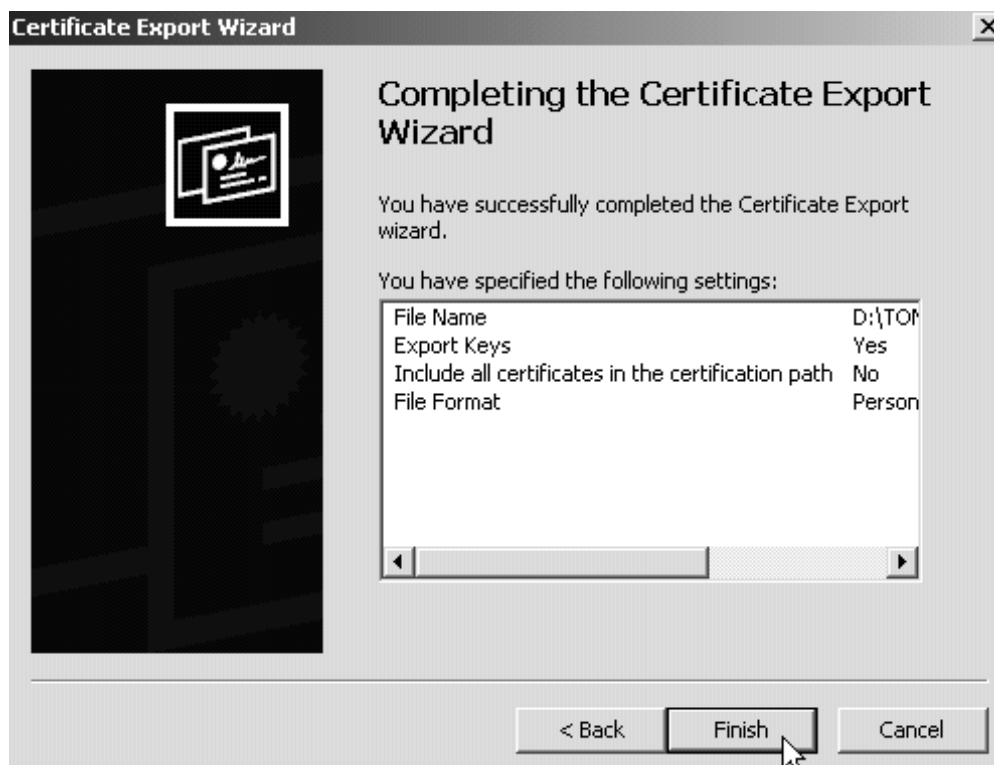 Certificate Export Wizard
Completing the Certificate Export
Wizard
You have successfully completed the Certificate Export
wizard.
You have specified the following settings:
File Name D:\TON
Export Keys Yes
Include all certificates in the certification path No
File Format Person
< Back Finish Cancel